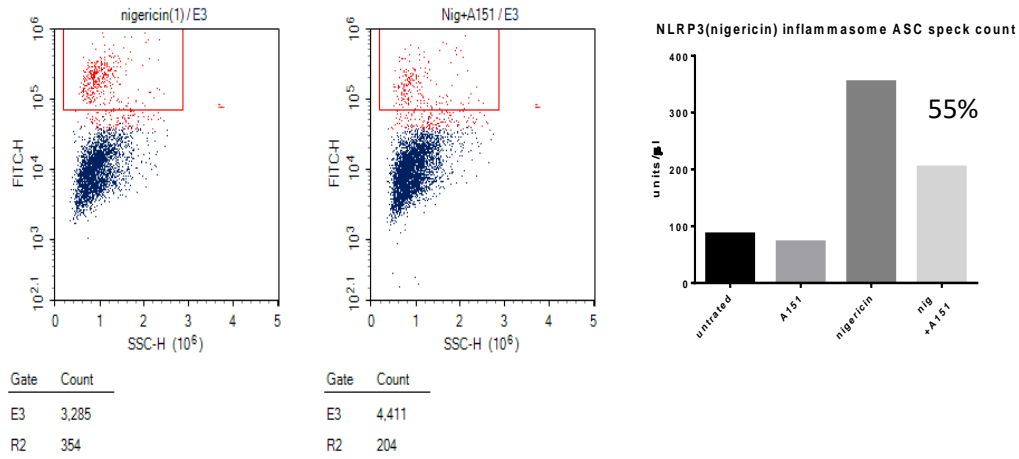 nigericin(1) / E3
10^6
10^5
10^4
10^3
10^2.1
FITC-H
0 1 2 3 4 5
SSC-H (10^6)
Gate Count
E3 3,285
R2 354
Nig+A151 / E3
10^6
10^5
10^4
10^3
10^2.1
FITC-H
0 1 2 3 4 5
SSC-H (10^6)
Gate Count
E3 4,411
R2 204
NLRP3(nigericin) inflammasome ASC speck count
400
300
200
100
0
55%
untrated
A151
nigericin
nig
+A151